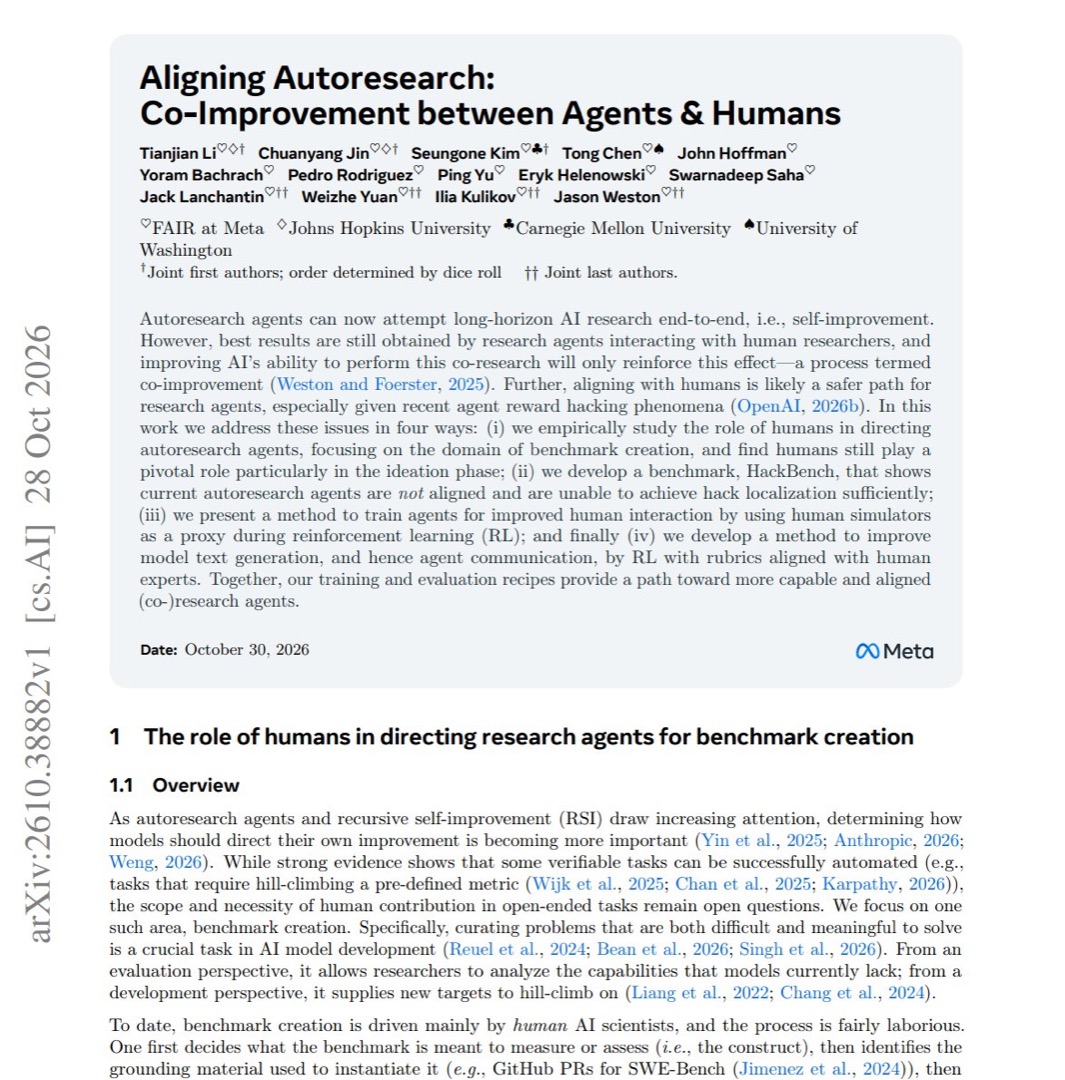 Aligning Autoresearch:
Co-Improvement between Agents & Humans
Tianjian Li♡♢† Chuanyang Jin♡♢† Seungone Kim♡♣† Tong Chen♡♠ John Hoffman♡
Yoram Bachrach♡ Pedro Rodriguez♡ Ping Yu♡ Eryk Helenowski♡ Swarnadeep Saha♡
Jack Lanchantin♡†† Weizhe Yuan♡†† Ilia Kulikov♡†† Jason Weston♡††
♡FAIR at Meta ♢Johns Hopkins University ♣Carnegie Mellon University ♠University of
Washington
†Joint first authors; order determined by dice roll †† Joint last authors.
Autoresearch agents can now attempt long-horizon AI research end-to-end, i.e., self-improvement.
However, best results are still obtained by research agents interacting with human researchers, and
improving AI's ability to perform this co-research will only reinforce this effect—a process termed
co-improvement (Weston and Foerster, 2025). Further, aligning with humans is likely a safer path for
research agents, especially given recent agent reward hacking phenomena (OpenAI, 2026b). In this
work we address these issues in four ways: (i) we empirically study the role of humans in directing
autoresearch agents, focusing on the domain of benchmark creation, and find humans still play a
pivotal role particularly in the ideation phase; (ii) we develop a benchmark, HackBench, that shows
current autoresearch agents are not aligned and are unable to achieve hack localization sufficiently;
(iii) we present a method to train agents for improved human interaction by using human simulators
as a proxy during reinforcement learning (RL); and finally (iv) we develop a method to improve
model text generation, and hence agent communication, by RL with rubrics aligned with human
experts. Together, our training and evaluation recipes provide a path toward more capable and aligned
(co-)research agents.
Date: October 30, 2026
Meta
arXiv:2610.38882v1 [cs.AI] 28 Oct 2026
1 The role of humans in directing research agents for benchmark creation
1.1 Overview
As autoresearch agents and recursive self-improvement (RSI) draw increasing attention, determining how
models should direct their own improvement is becoming more important (Yin et al., 2025; Anthropic, 2026;
Weng, 2026). While strong evidence shows that some verifiable tasks can be successfully automated (e.g.,
tasks that require hill-climbing a pre-defined metric (Wijk et al., 2025; Chan et al., 2025; Karpathy, 2026)),
the scope and necessity of human contribution in open-ended tasks remain open questions. We focus on one
such area, benchmark creation. Specifically, curating problems that are both difficult and meaningful to solve
is a crucial task in AI model development (Reuel et al., 2024; Bean et al., 2026; Singh et al., 2026). From an
evaluation perspective, it allows researchers to analyze the capabilities that models currently lack; from a
development perspective, it supplies new targets to hill-climb on (Liang et al., 2022; Chang et al., 2024).
To date, benchmark creation is driven mainly by human AI scientists, and the process is fairly laborious.
One first decides what the benchmark is meant to measure or assess (i.e., the construct), then identifies the
grounding material used to instantiate it (e.g., GitHub PRs for SWE-Bench (Jimenez et al., 2024)), then